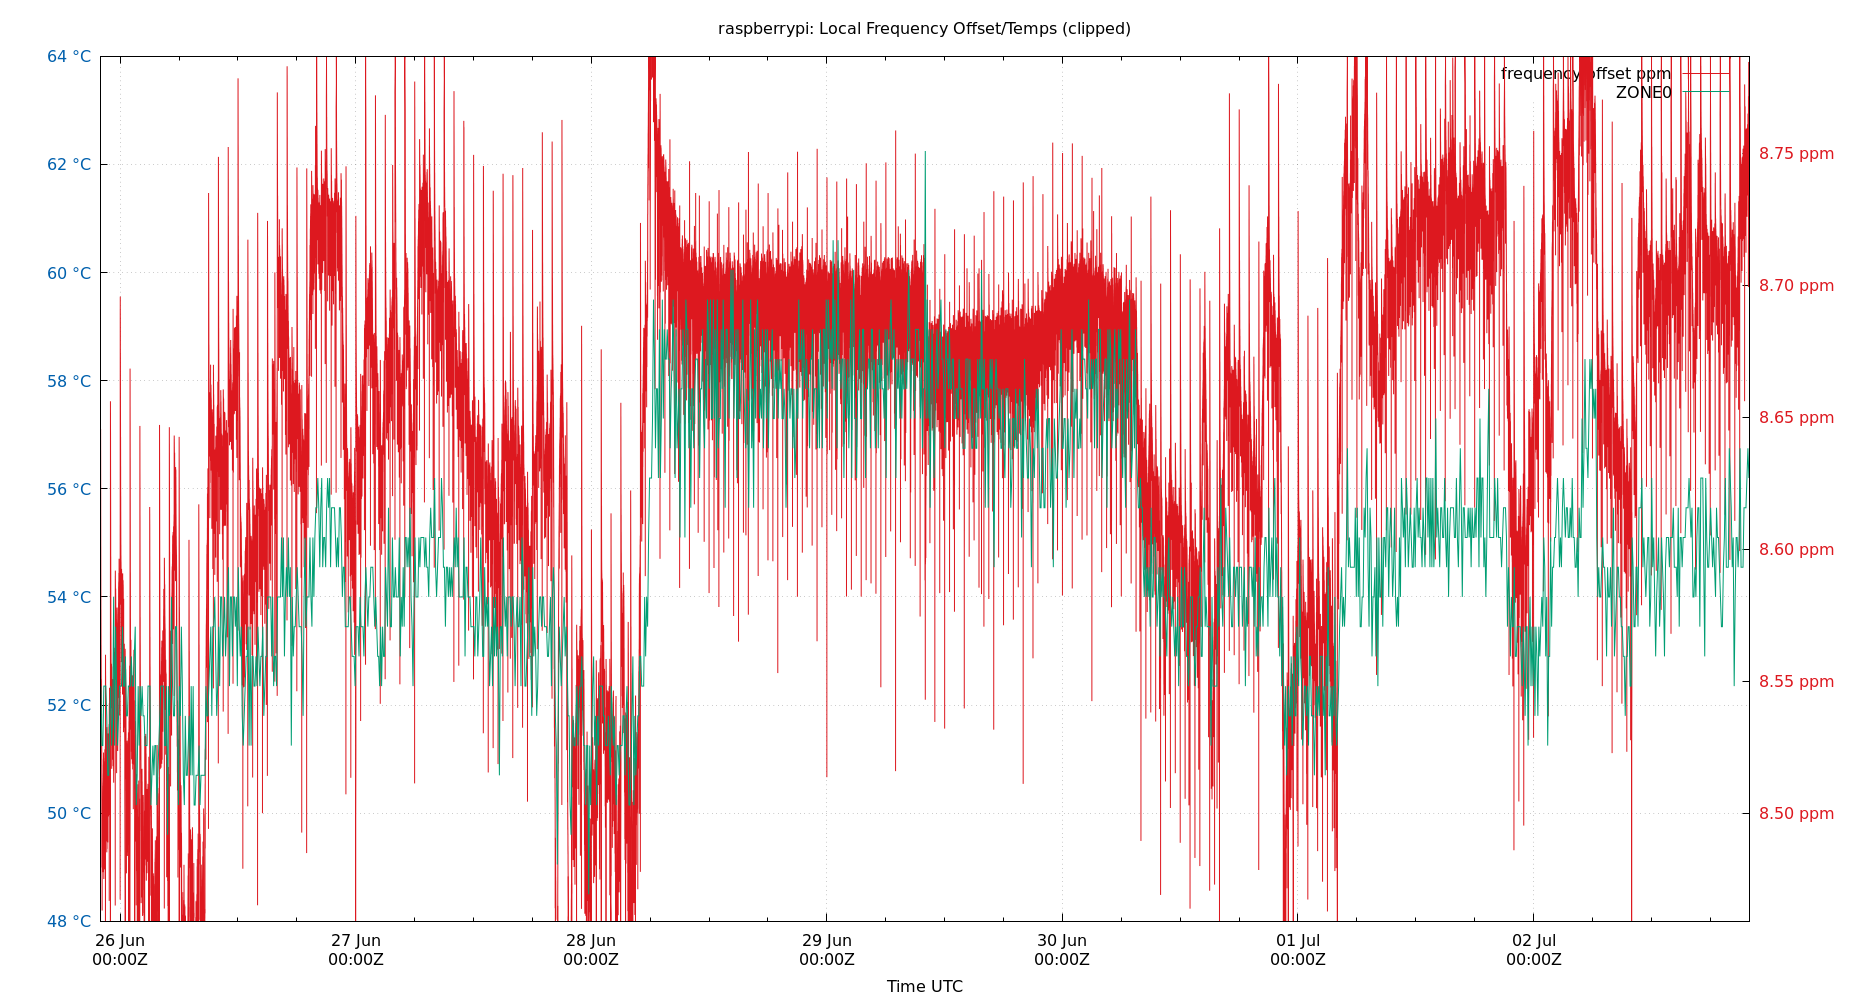 raspberrypi: Local Frequency Offset/Temps (clipped)
64 °C
62 °C
60 °C
58 °C
56 °C
54 °C
52 °C
50 °C
48 °C
frequency offset ppm
ZONE0
8.75 ppm
8.70 ppm
8.65 ppm
8.60 ppm
8.55 ppm
8.50 ppm
26 Jun
00:00Z
27 Jun
00:00Z
28 Jun
00:00Z
29 Jun
00:00Z
30 Jun
00:00Z
01 Jul
00:00Z
02 Jul
00:00Z
Time UTC